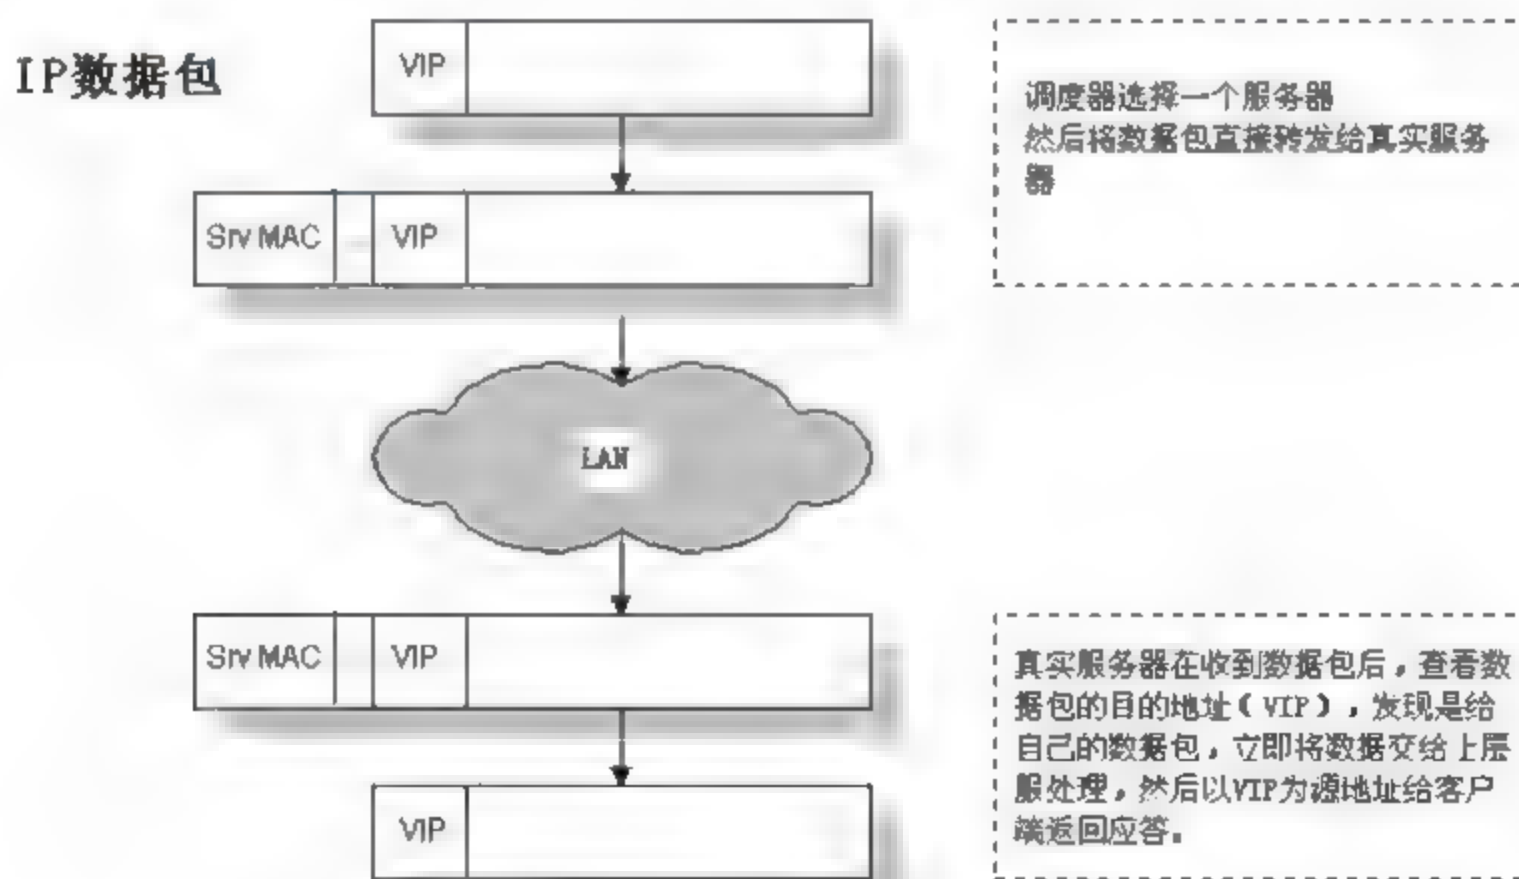 IP数据包
VIP
调度器选择一个服务器
然后将数据包直接转发给真实服务
器
Srv MAC
VIP
LAN
Srv MAC
VIP
真实服务器在收到数据包后，查看数
据包的目的地址（VIP），发现是给
自己的数据包，立即将数据交给上层
服处理，然后以VIP为源地址给客户
端返回应答。
VIP